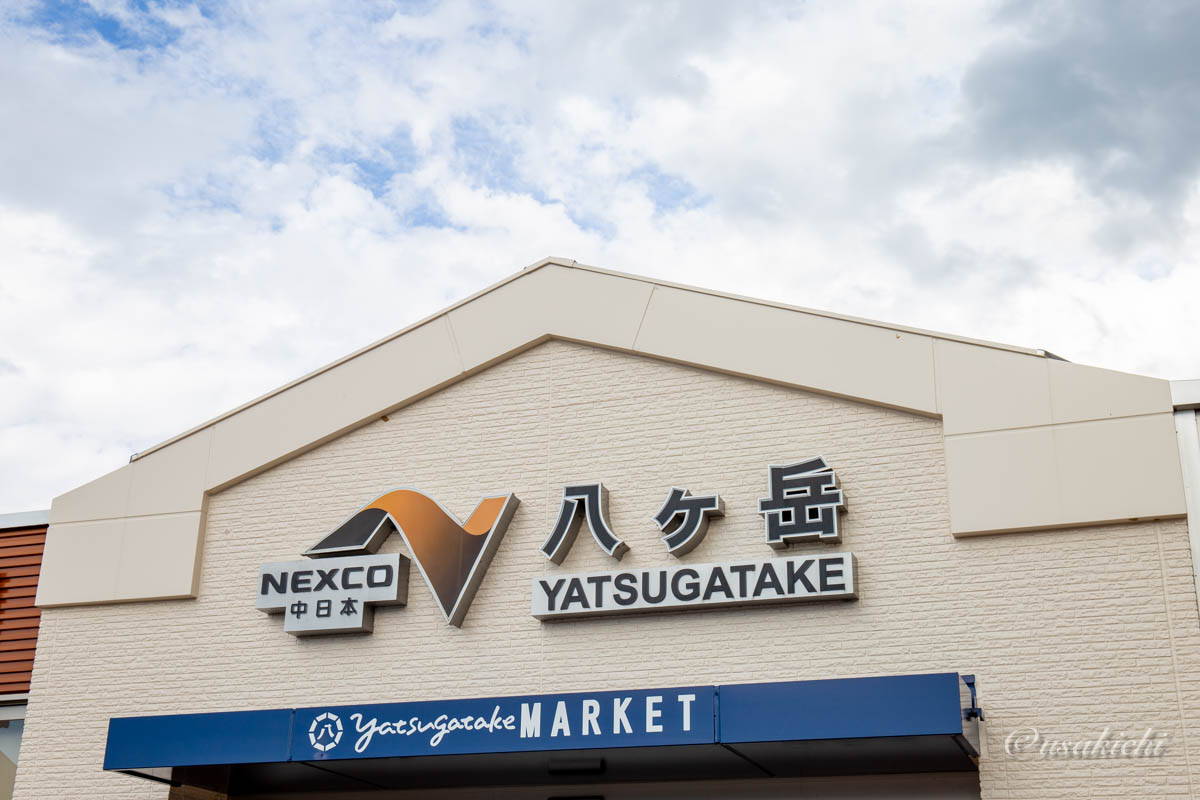 八ヶ岳
NEXCO
中日本
YATSUGATAKE
八 Yatsugatake MARKET
@usakichi